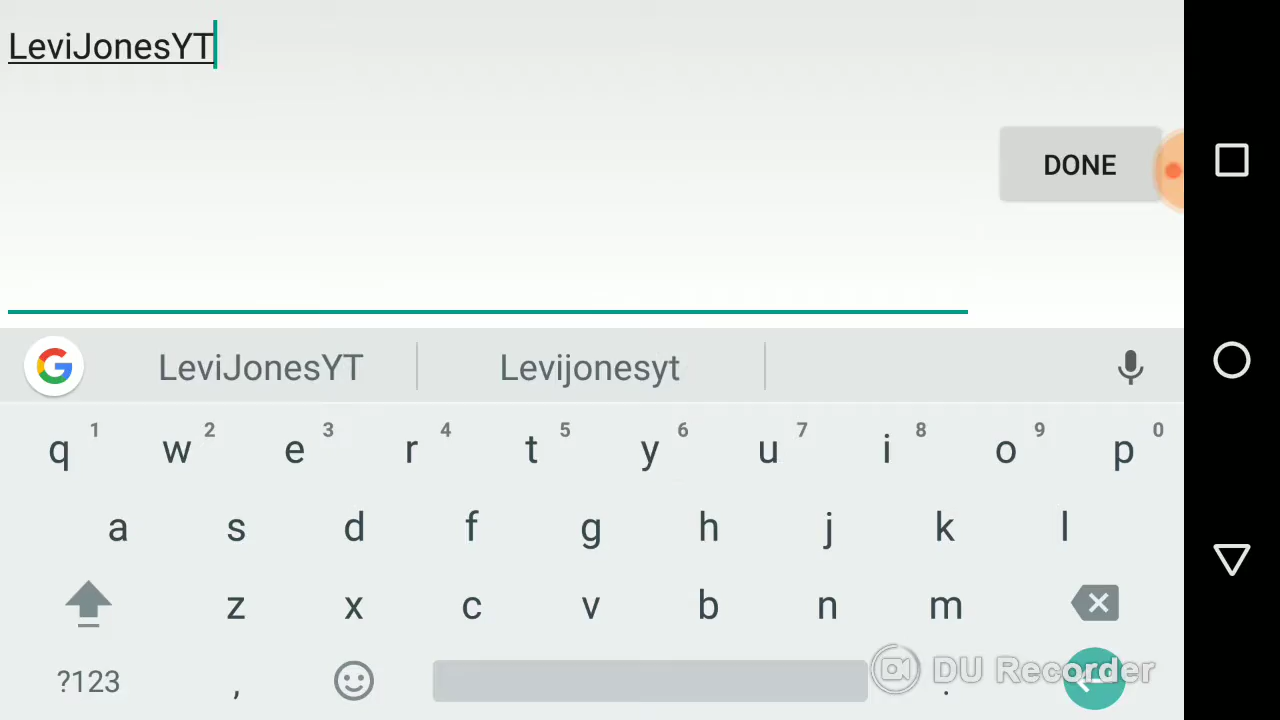 LeviJonesYT
DONE
G LeviJonesYT Levijonesyt
q 1 w 2 e 3 r 4 t 5 y 6 u 7 i 8 o 9 p 0
a s d f g h j k l
z x c v b n m
?123 , .
DU Recorder